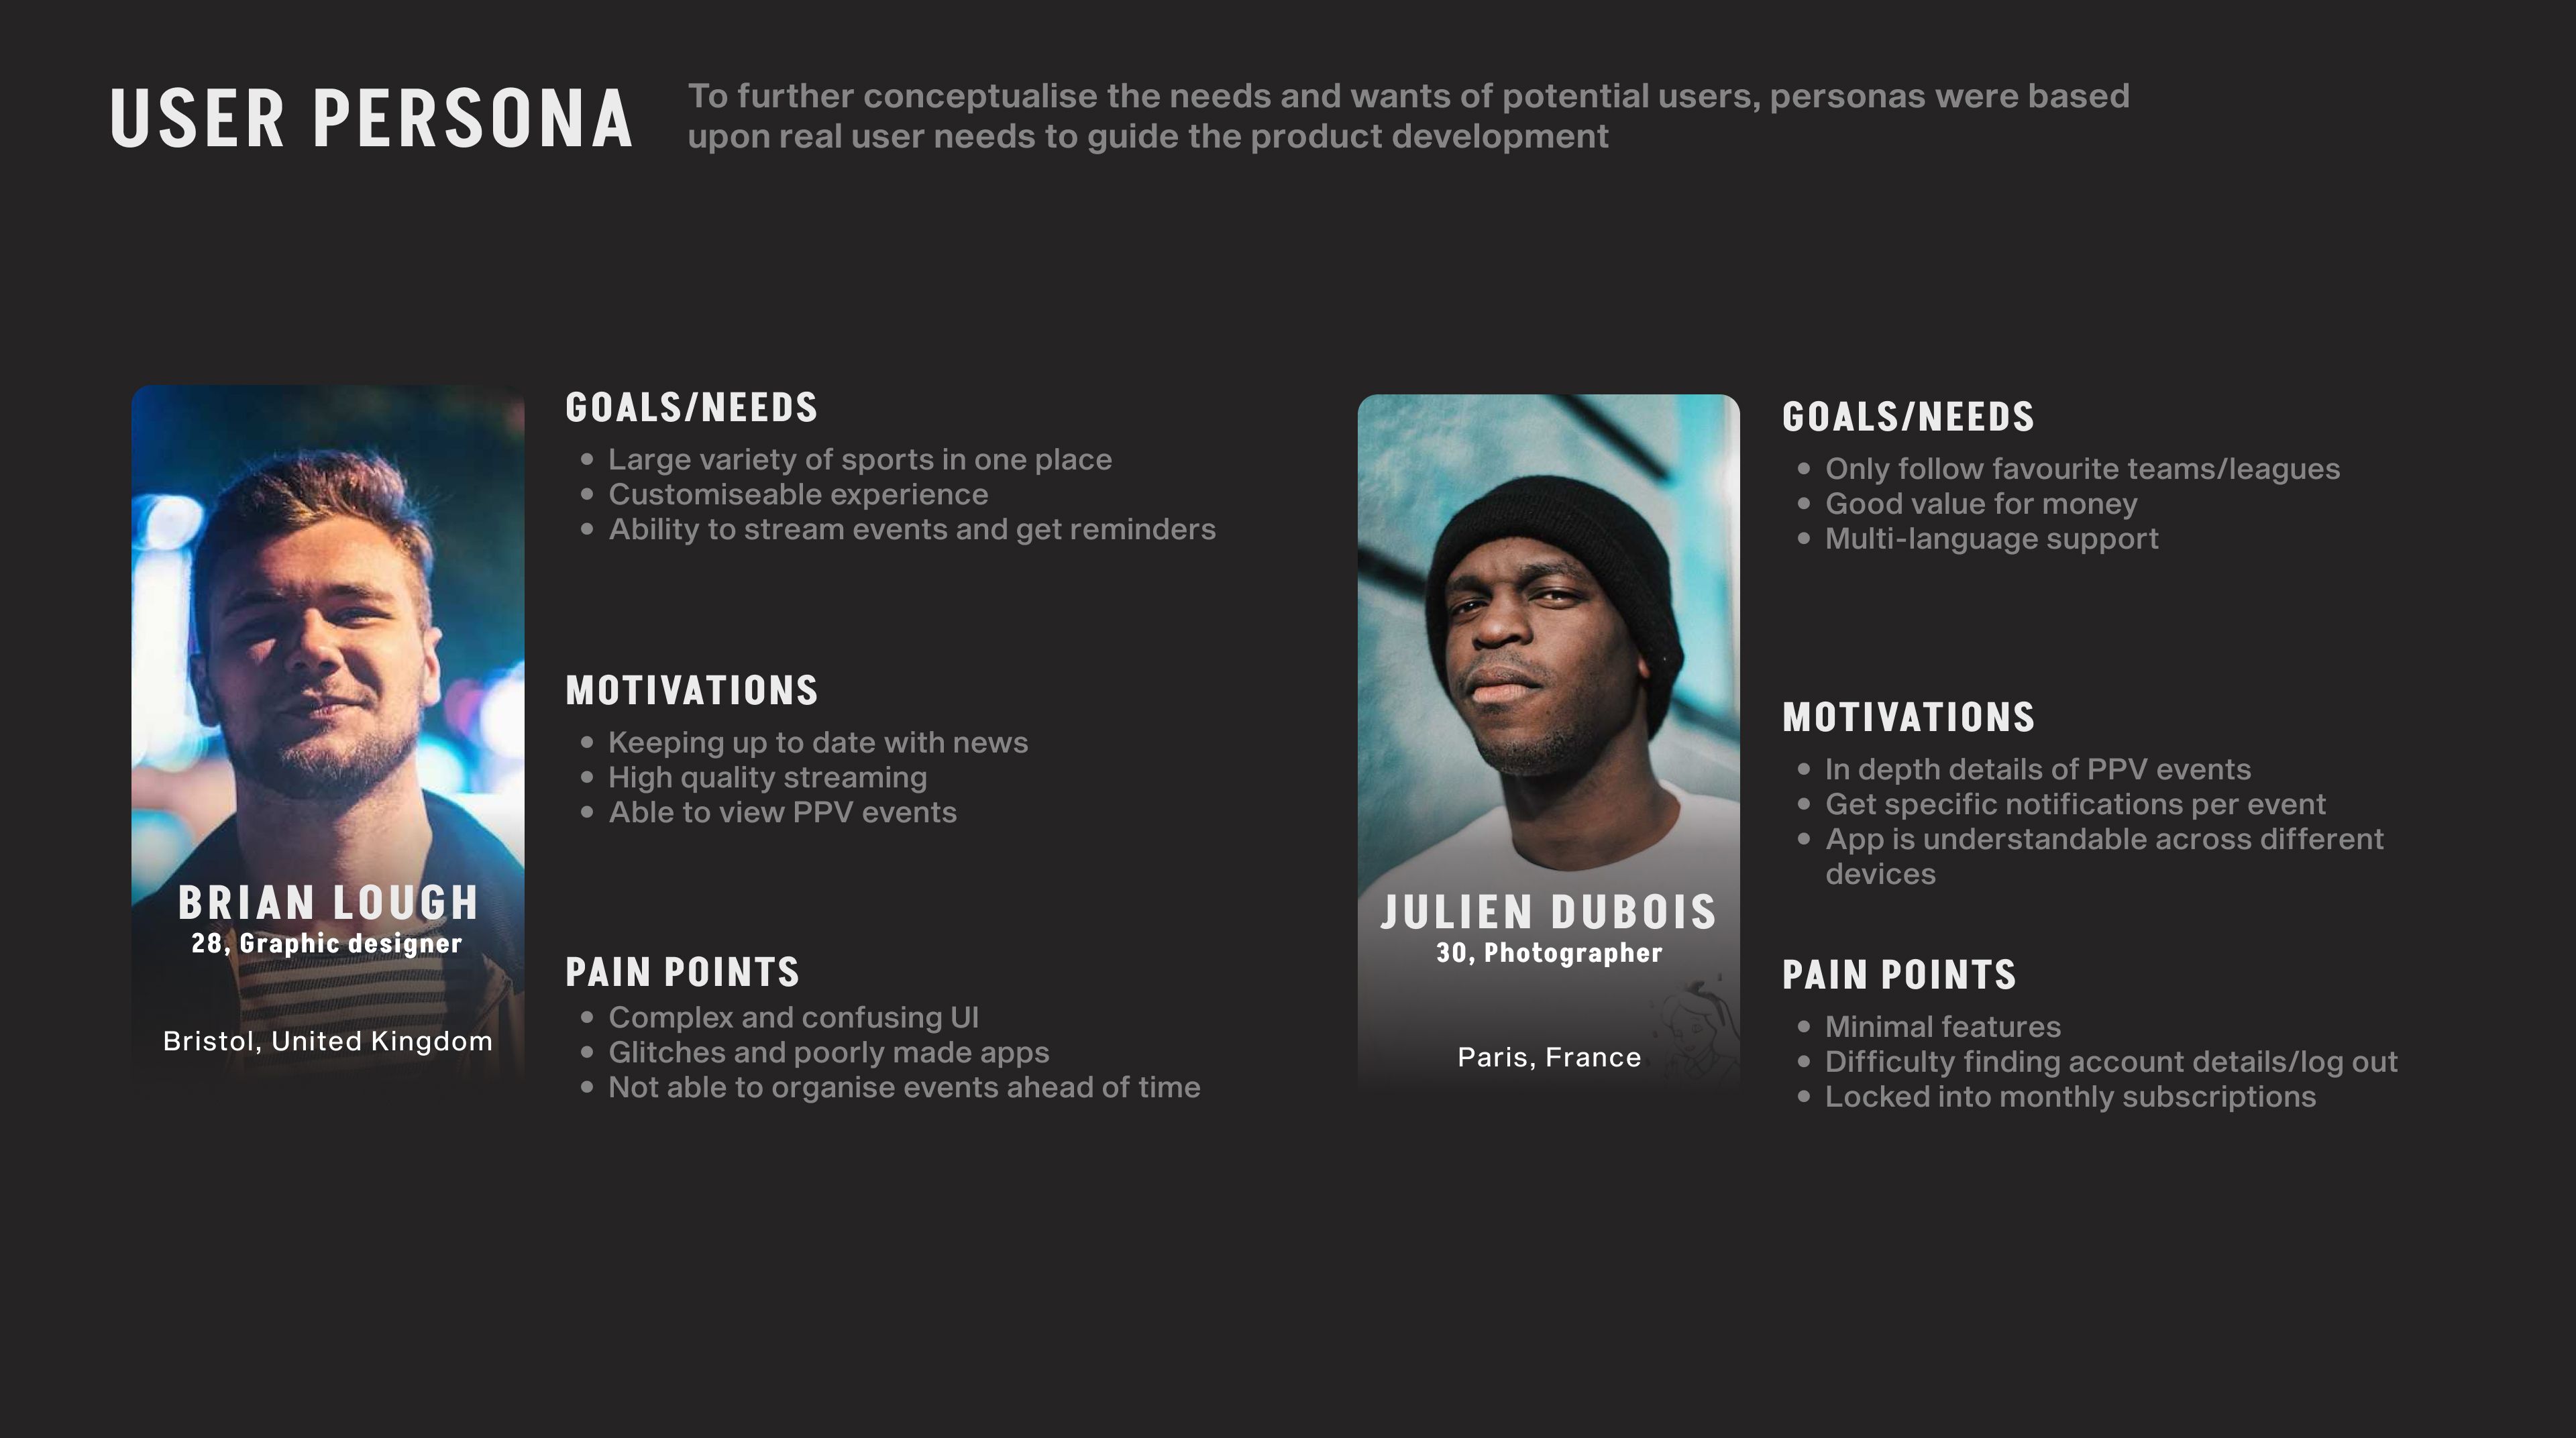 USER PERSONA
To further conceptualise the needs and wants of potential users, personas were based
upon real user needs to guide the product development
BRIAN LOUGH
28, Graphic designer
Bristol, United Kingdom
GOALS/NEEDS
Large variety of sports in one place
Customiseable experience
Ability to stream events and get reminders
MOTIVATIONS
Keeping up to date with news
High quality streaming
Able to view PPV events
PAIN POINTS
Complex and confusing UI
Glitches and poorly made apps
Not able to organise events ahead of time
JULIEN DUBOIS
30, Photographer
Paris, France
GOALS/NEEDS
Only follow favourite teams/leagues
Good value for money
Multi-language support
MOTIVATIONS
In depth details of PPV events
Get specific notifications per event
App is understandable across different
devices
PAIN POINTS
Minimal features
Difficulty finding account details/log out
Locked into monthly subscriptions